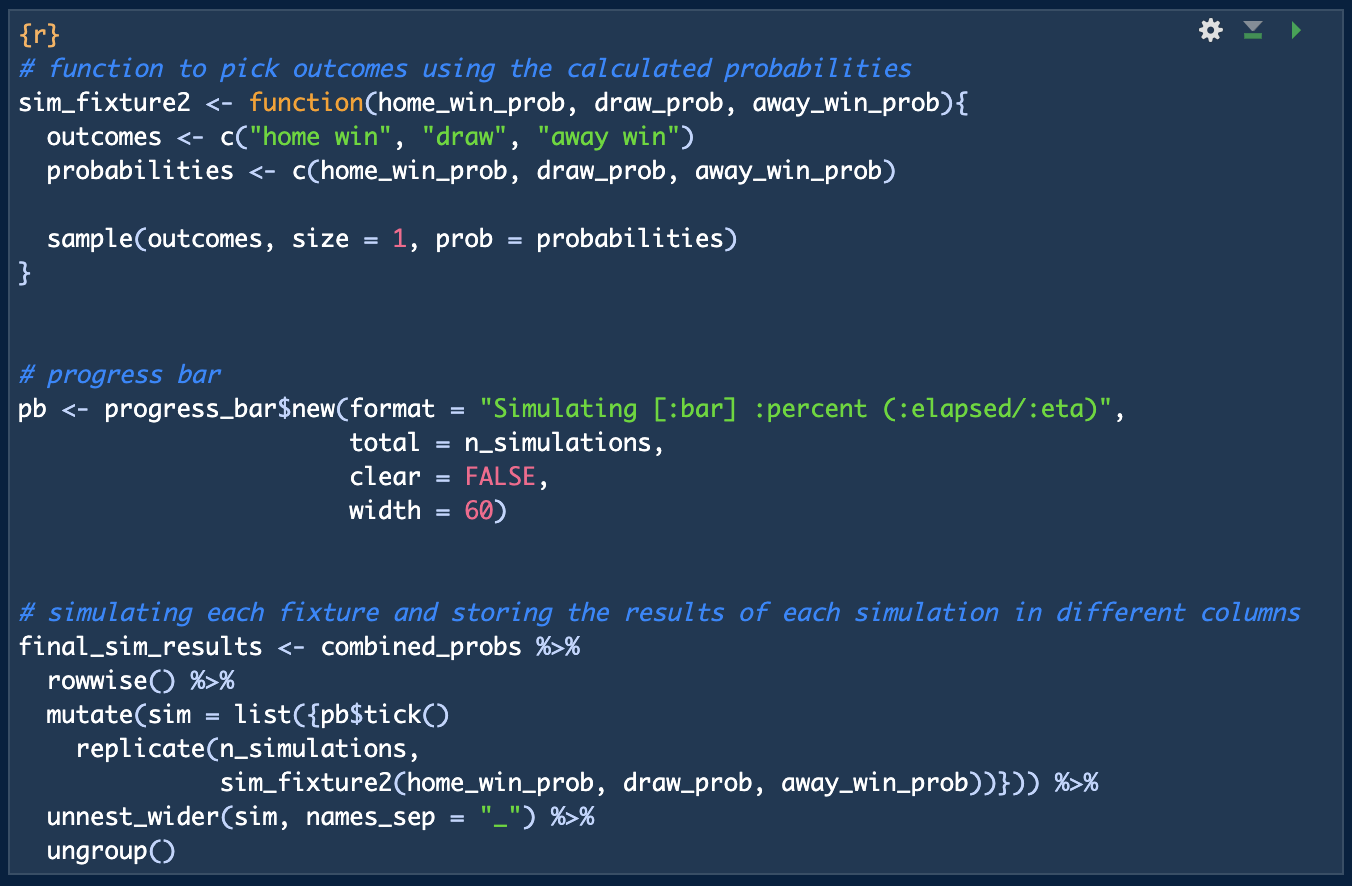 {r}
# function to pick outcomes using the calculated probabilities
sim_fixture2 <- function(home_win_prob, draw_prob, away_win_prob){
  outcomes <- c("home win", "draw", "away win")
  probabilities <- c(home_win_prob, draw_prob, away_win_prob)

  sample(outcomes, size = 1, prob = probabilities)
}

# progress bar
pb <- progress_bar$new(format = "Simulating [:bar] :percent (:elapsed/:eta)",
                       total = n_simulations,
                       clear = FALSE,
                       width = 60)

# simulating each fixture and storing the results of each simulation in different columns
final_sim_results <- combined_probs %>%
  rowwise() %>%
  mutate(sim = list({pb$tick()
    replicate(n_simulations,
              sim_fixture2(home_win_prob, draw_prob, away_win_prob))})) %>%
  unnest_wider(sim, names_sep = "_") %>%
  ungroup()